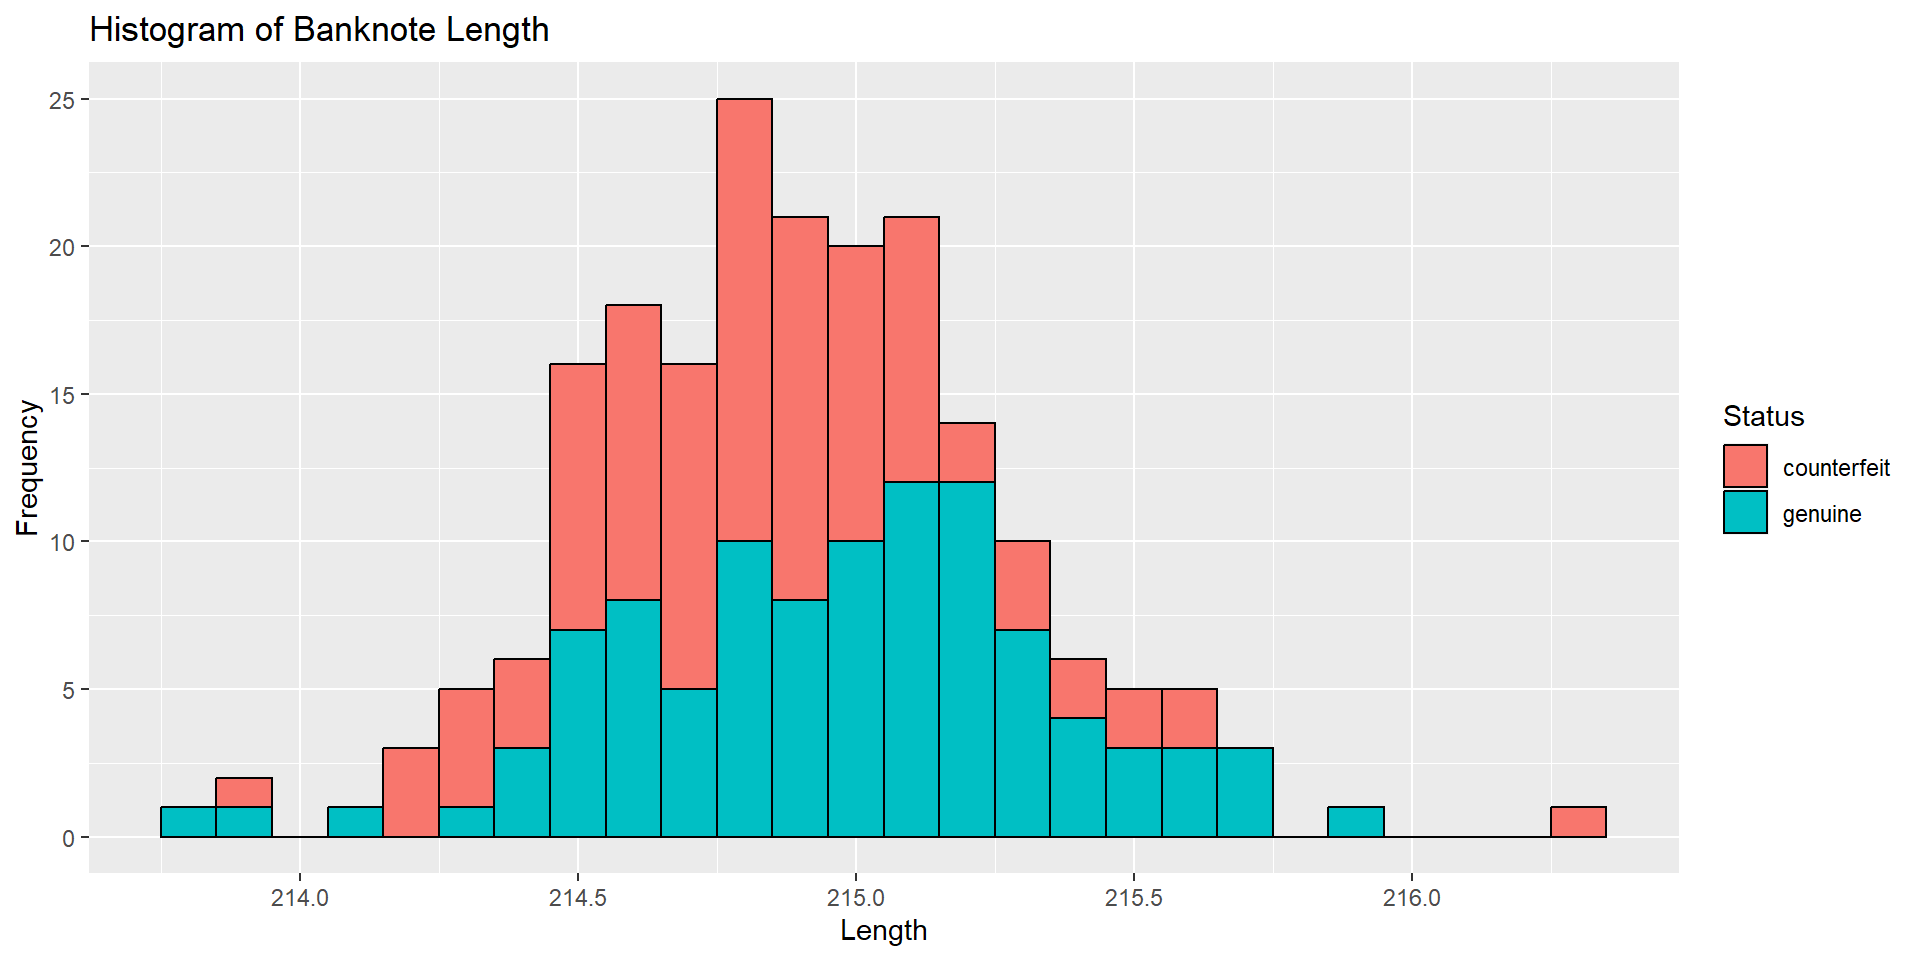 Histogram of Banknote Length
25
20
15
10
5
0
Frequency
214.0 214.5 215.0 215.5 216.0
Length
Status
counterfeit
genuine